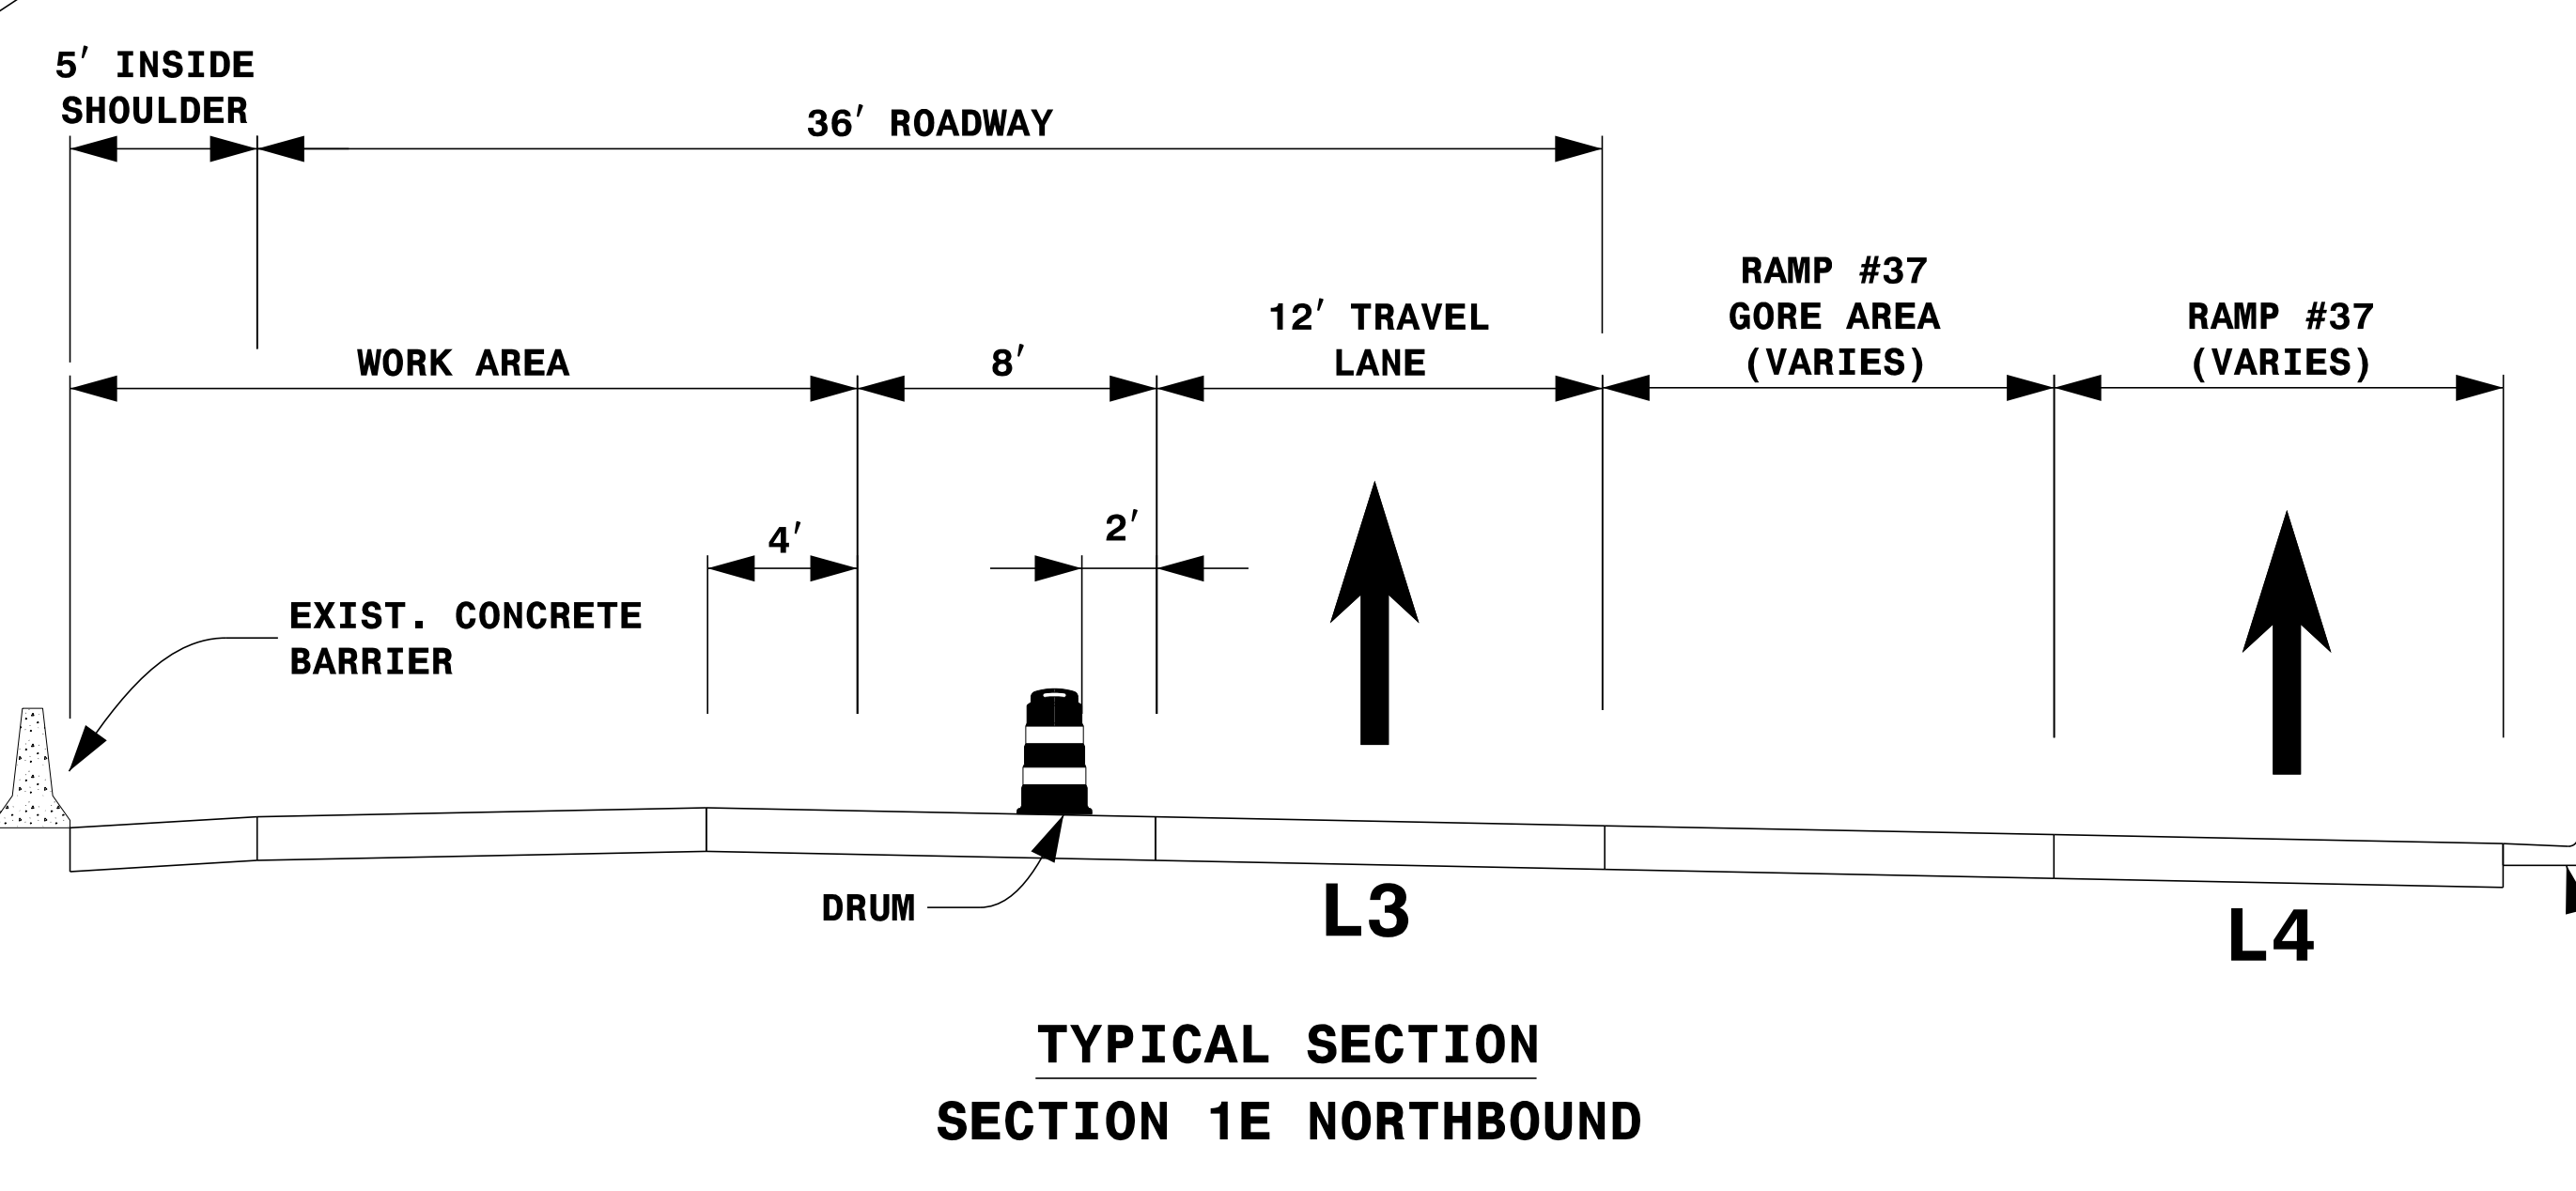 5' INSIDE
SHOULDER
36' ROADWAY
WORK AREA
8'
12' TRAVEL
LANE
RAMP #37
GORE AREA
(VARIES)
RAMP #37
(VARIES)
4'
2'
EXIST. CONCRETE
BARRIER
DRUM
L3
L4
TYPICAL SECTION
SECTION 1E NORTHBOUND